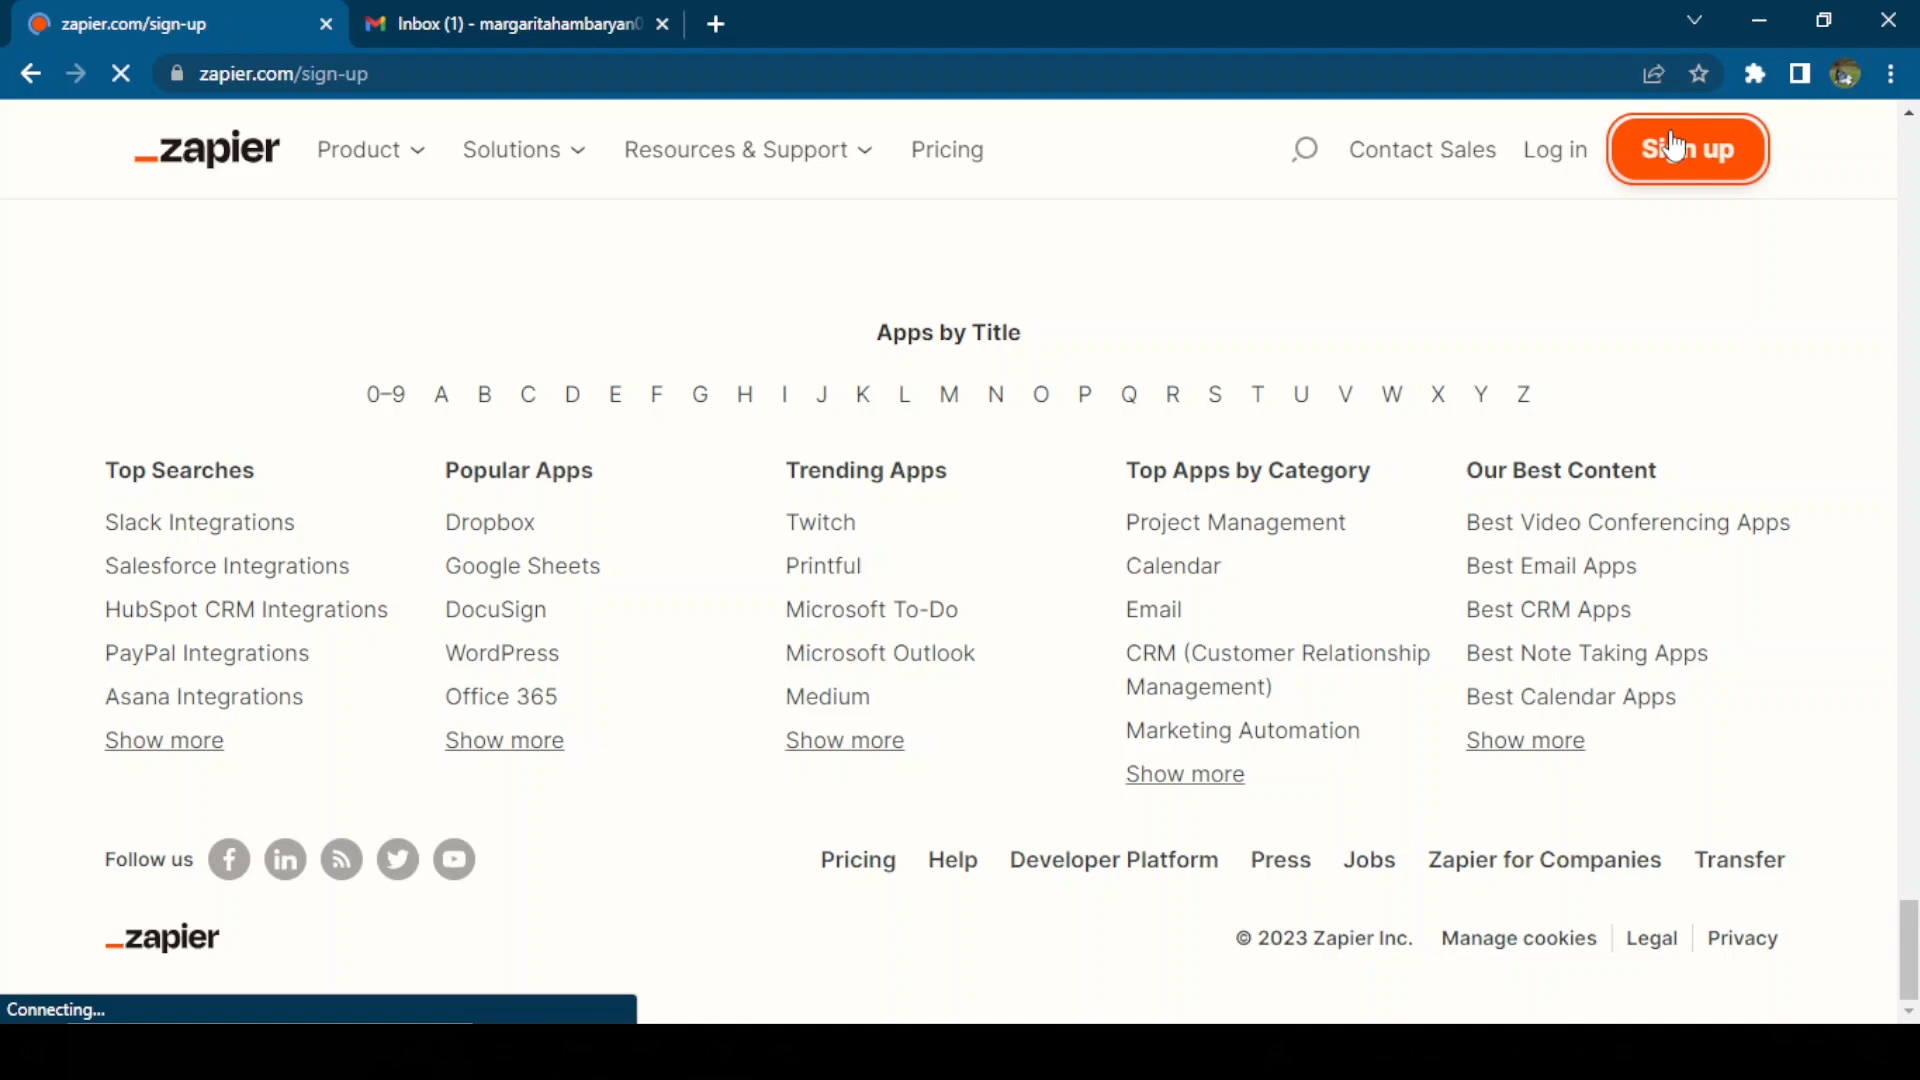 zapier.com/sign-up
Inbox (1) - margaritahambaryan
zapier.com/sign-up
zapier Product Solutions Resources & Support Pricing Contact Sales Log in Sign up
Apps by Title
0–9 A B C D E F G H I J K L M N O P Q R S T U V W X Y Z
Top Searches
Slack Integrations
Salesforce Integrations
HubSpot CRM Integrations
PayPal Integrations
Asana Integrations
Show more
Popular Apps
Dropbox
Google Sheets
DocuSign
WordPress
Office 365
Show more
Trending Apps
Twitch
Printful
Microsoft To-Do
Microsoft Outlook
Medium
Show more
Top Apps by Category
Project Management
Calendar
Email
CRM (Customer Relationship
Management)
Marketing Automation
Show more
Our Best Content
Best Video Conferencing Apps
Best Email Apps
Best CRM Apps
Best Note Taking Apps
Best Calendar Apps
Show more
Follow us
Pricing Help Developer Platform Press Jobs Zapier for Companies Transfer
zapier
© 2023 Zapier Inc. Manage cookies Legal Privacy
Connecting...